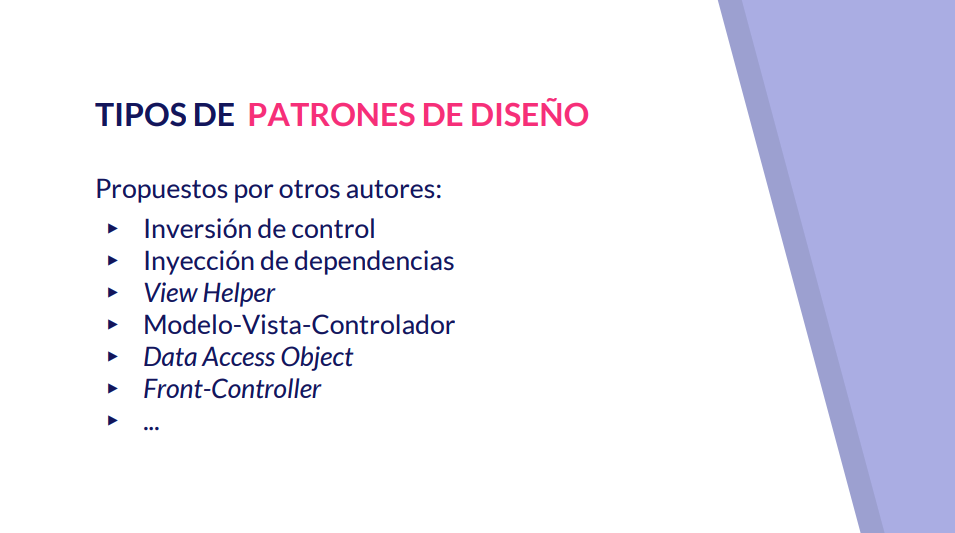 TIPOS DE PATRONES DE DISEÑO
Propuestos por otros autores:
▸ Inversión de control
▸ Inyección de dependencias
▸ View Helper
▸ Modelo-Vista-Controlador
▸ Data Access Object
▸ Front-Controller
▸ ...